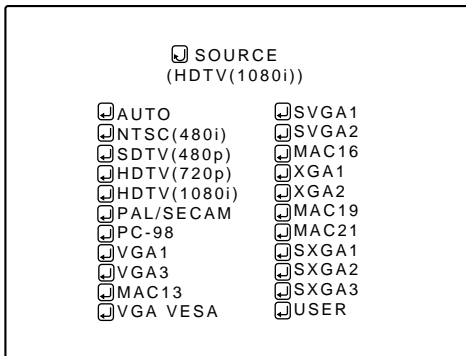 SOURCE
(HDTV(1080i))
AUTO
NTSC(480i)
SDTV(480p)
HDTV(720p)
HDTV(1080i)
PAL/SECAM
PC-98
VGA1
VGA3
MAC13
VGA VESA
SVGA1
SVGA2
MAC16
XGA1
XGA2
MAC19
MAC21
SXGA1
SXGA2
SXGA3
USER